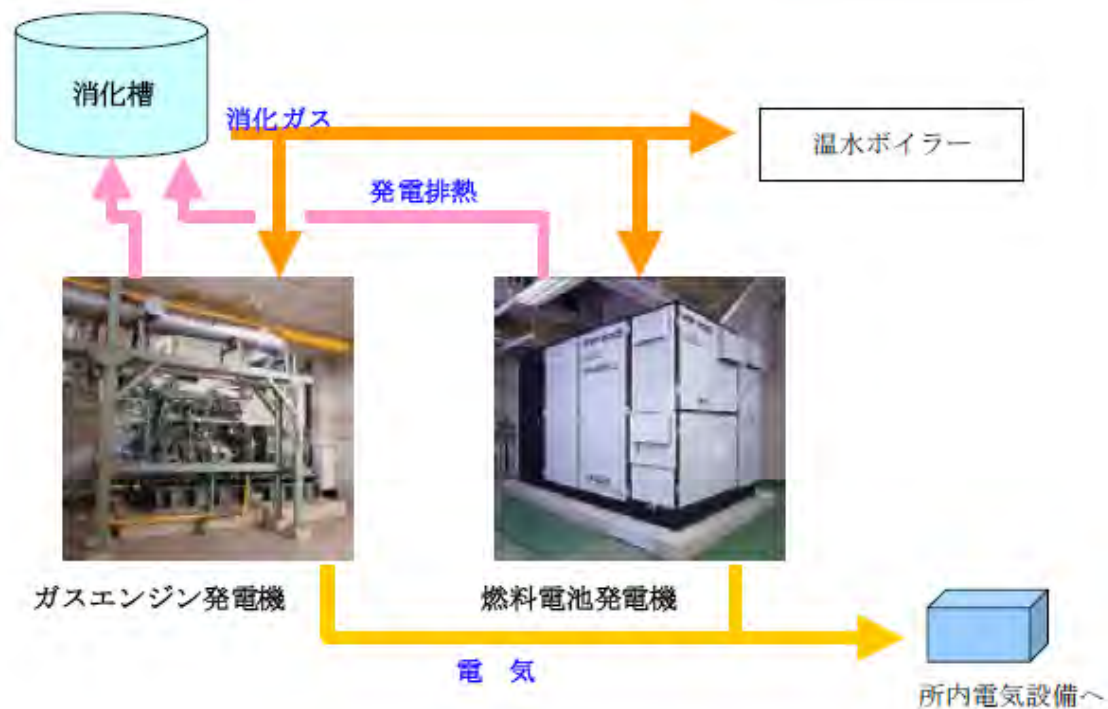 消化槽
消化ガス
温水ボイラー
発電排熱
ガスエンジン発電機
燃料電池発電機
電 気
所内電気設備へ